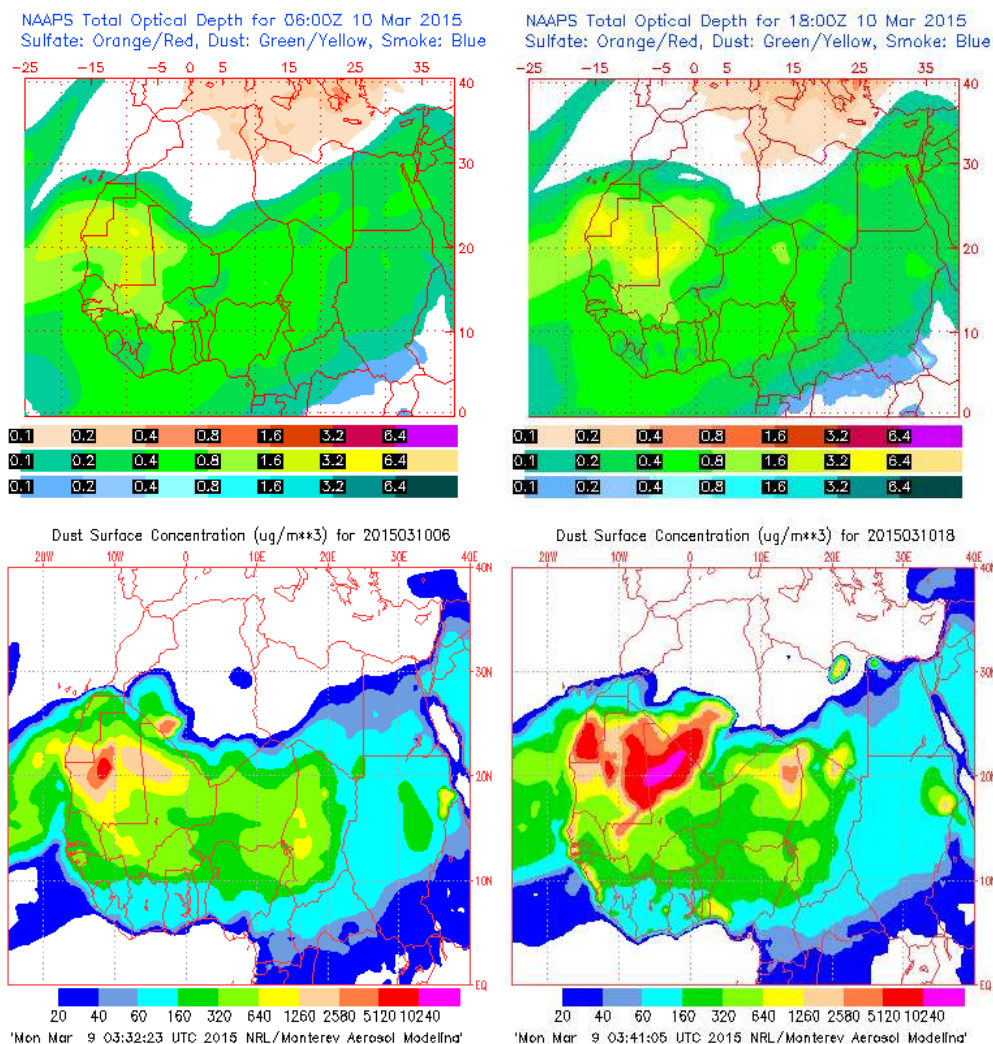 NAAPS Total Optical Depth for 06:00Z 10 Mar 2015
Sulfate: Orange/Red, Dust: Green/Yellow, Smoke: Blue
-25 -15 -5 5 15 25 35
40
30
20
10
0
0.1 0.2 0.4 0.8 1.6 3.2 6.4
0.1 0.2 0.4 0.8 1.6 3.2 6.4
0.1 0.2 0.4 0.8 1.6 3.2 6.4
NAAPS Total Optical Depth for 18:00Z 10 Mar 2015
Sulfate: Orange/Red, Dust: Green/Yellow, Smoke: Blue
-25 -15 -5 5 15 25 35
40
30
20
10
0
0.1 0.2 0.4 0.8 1.6 3.2 6.4
0.1 0.2 0.4 0.8 1.6 3.2 6.4
0.1 0.2 0.4 0.8 1.6 3.2 6.4
Dust Surface Concentration (ug/m**3) for 2015031006
20W 10W 0 10E 20E 30E 40E
40N
30N
20N
10N
EQ
20 40 60 160 320 640 1260 2580 5120 10240
'Mon Mar 9 03:32:23 UTC 2015 NRL/Monterey Aerosol Modeling'
Dust Surface Concentration (ug/m**3) for 2015031018
20W 10W 0 10E 20E 30E 40E
40N
30N
20N
10N
EQ
20 40 60 160 320 640 1260 2580 5120 10240
'Mon Mar 9 03:41:05 UTC 2015 NRL/Monterey Aerosol Modeling'